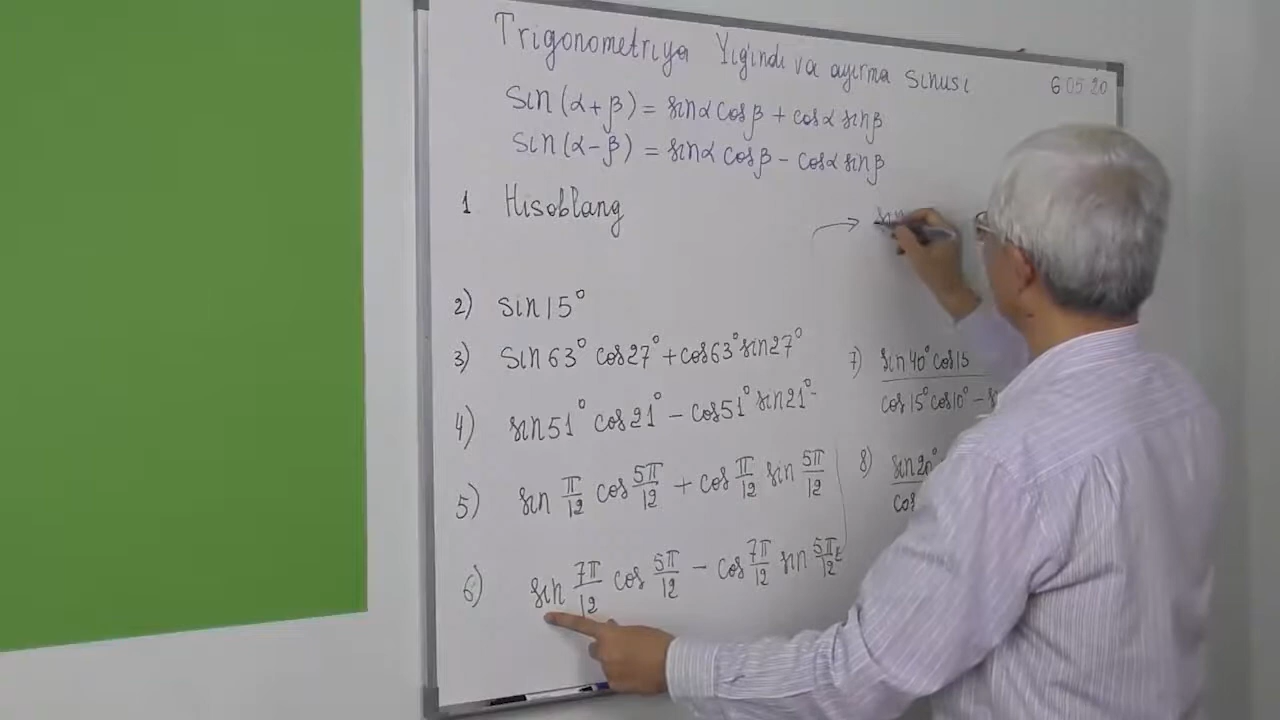 Trigonometriya Yig'indi va ayirma sinusi
6 05 20
sin(α+β) = sinα cosβ + cosα sinβ
sin(α-β) = sinα cosβ - cosα sinβ
1 Hisoblang
→ sin
2) sin15°
3) sin63° cos27° + cos63° sin27°
4) sin51° cos21° - cos51° sin21°
5) sin π/12 cos 5π/12 + cos π/12 sin 5π/12
6) sin 7π/12 cos 5π/12 - cos 7π/12 sin 5π/12
7) sin40° cos15
cos15° cos10° -
8) sin20°
cos